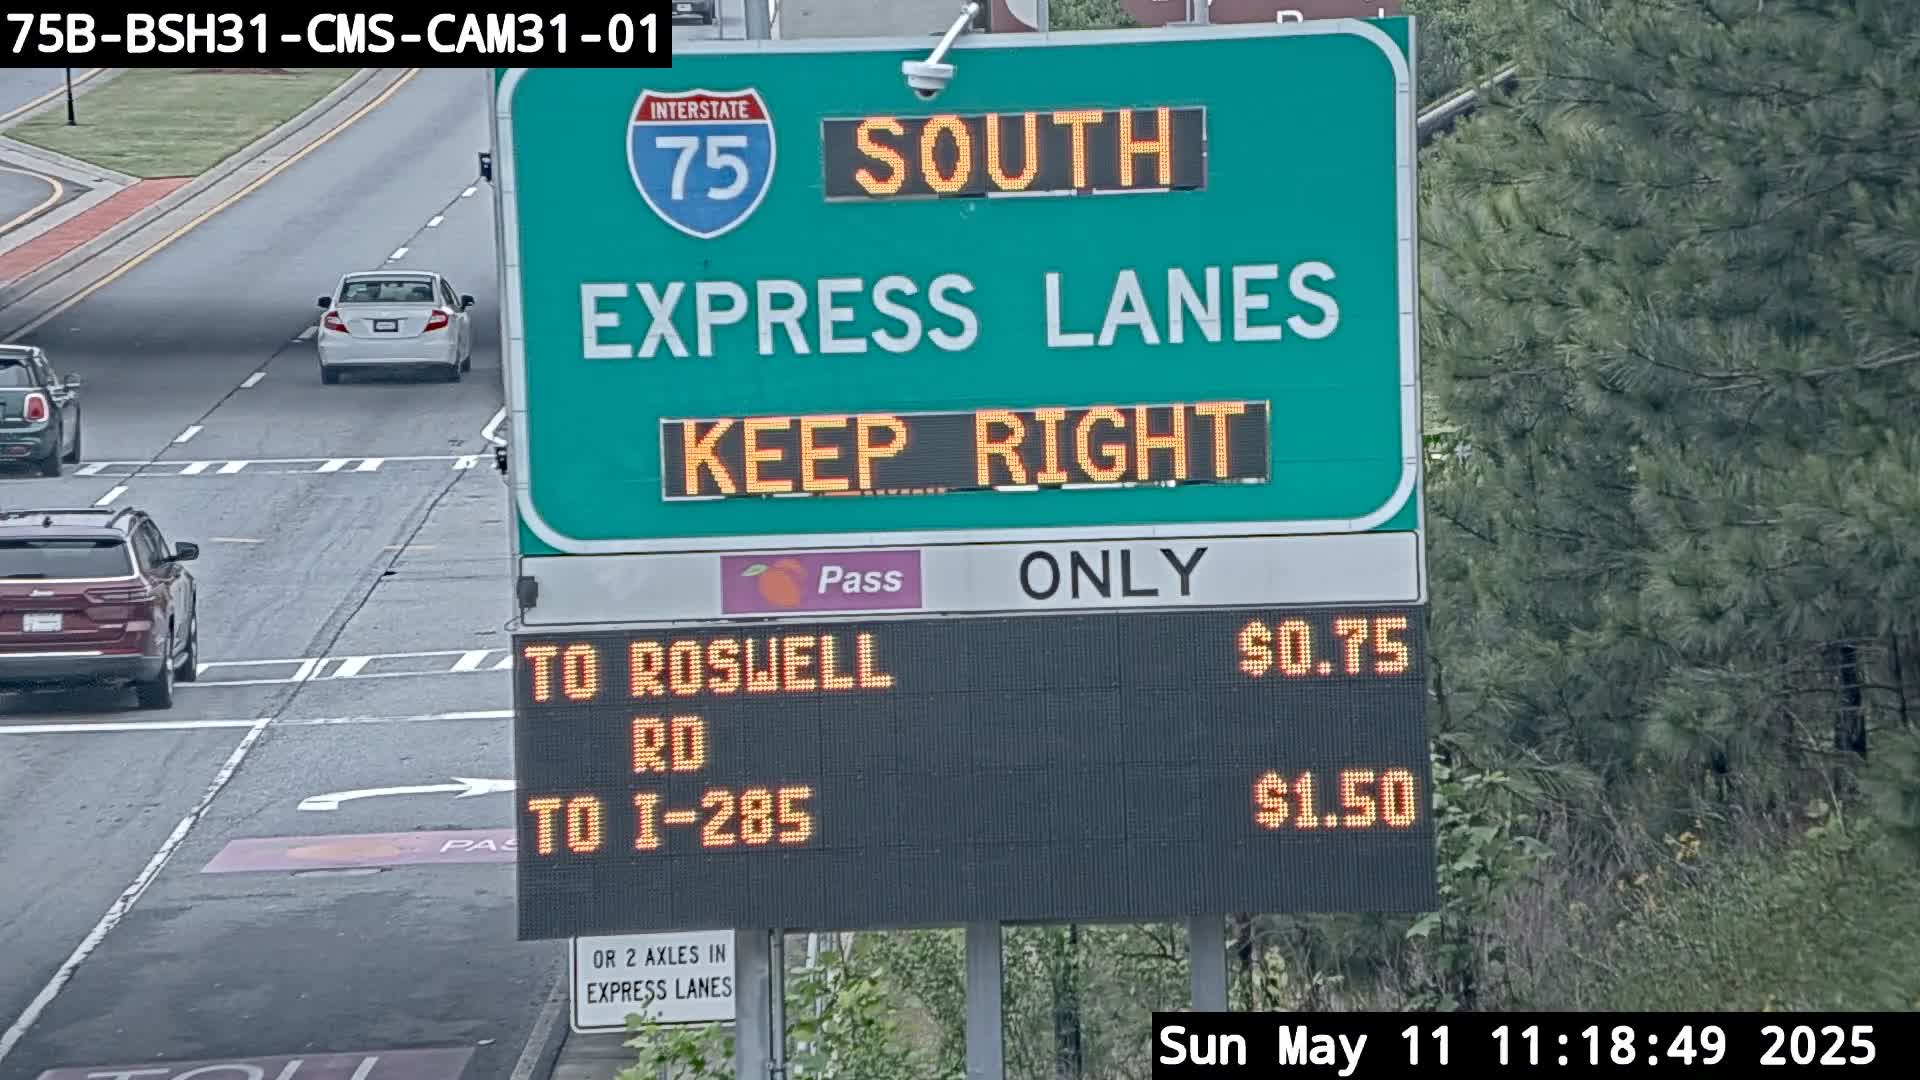 75B-BSH31-CMS-CAM31-01
INTERSTATE
75
SOUTH
EXPRESS LANES
KEEP RIGHT
Pass ONLY
TO ROSWELL $0.75
RD
TO I-285 $1.50
OR 2 AXLES IN
EXPRESS LANES
TOLL
Sun May 11 11:18:49 2025